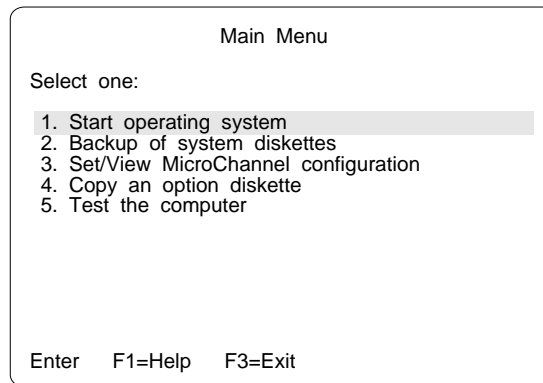 Main Menu
Select one:
1. Start operating system
2. Backup of system diskettes
3. Set/View MicroChannel configuration
4. Copy an option diskette
5. Test the computer
Enter F1=Help F3=Exit